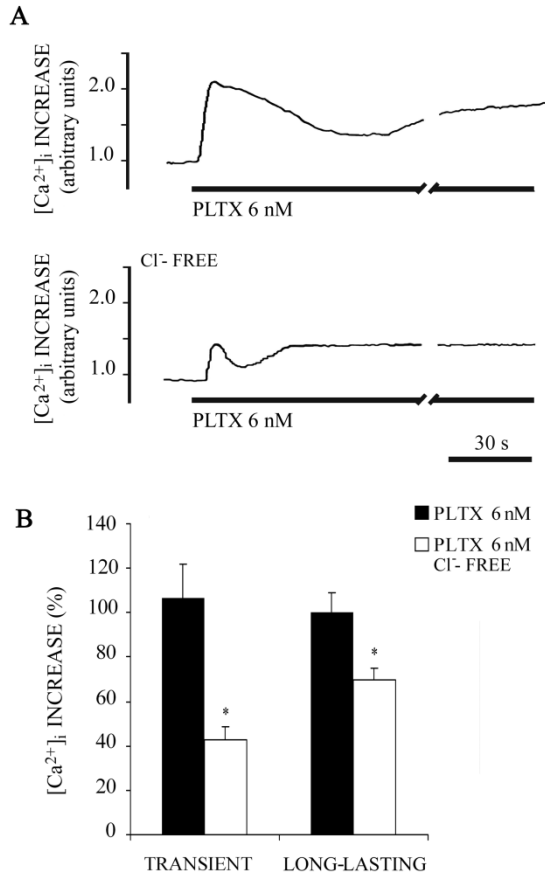 A
[Ca²⁺]ᵢ INCREASE
(arbitrary units)
2.0
1.0
PLTX 6 nM
Cl⁻- FREE
[Ca²⁺]ᵢ INCREASE
(arbitrary units)
2.0
1.0
PLTX 6 nM
30 s
B
PLTX 6 nM
PLTX 6 nM
Cl⁻- FREE
[Ca²⁺]ᵢ INCREASE (%)
140
120
100
80
60
40
20
0
*
*
TRANSIENT
LONG-LASTING